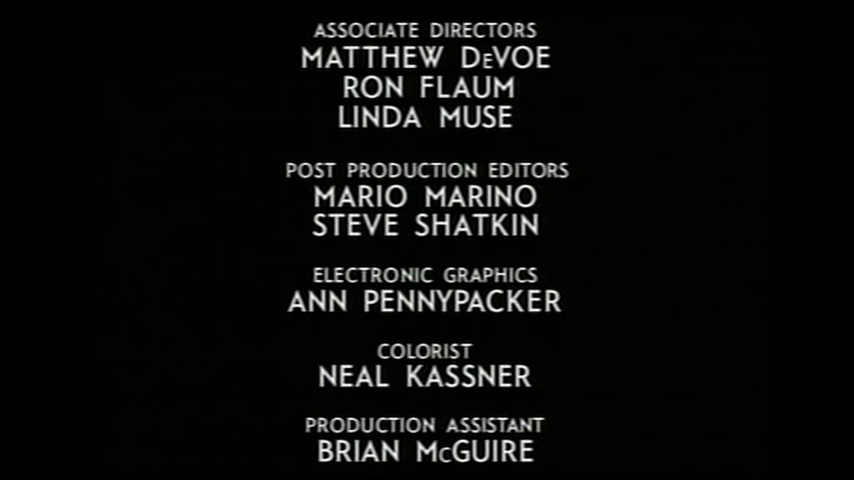 ASSOCIATE DIRECTORS
MATTHEW DeVOE
RON FLAUM
LINDA MUSE
POST PRODUCTION EDITORS
MARIO MARINO
STEVE SHATKIN
ELECTRONIC GRAPHICS
ANN PENNYPACKER
COLORIST
NEAL KASSNER
PRODUCTION ASSISTANT
BRIAN McGUIRE